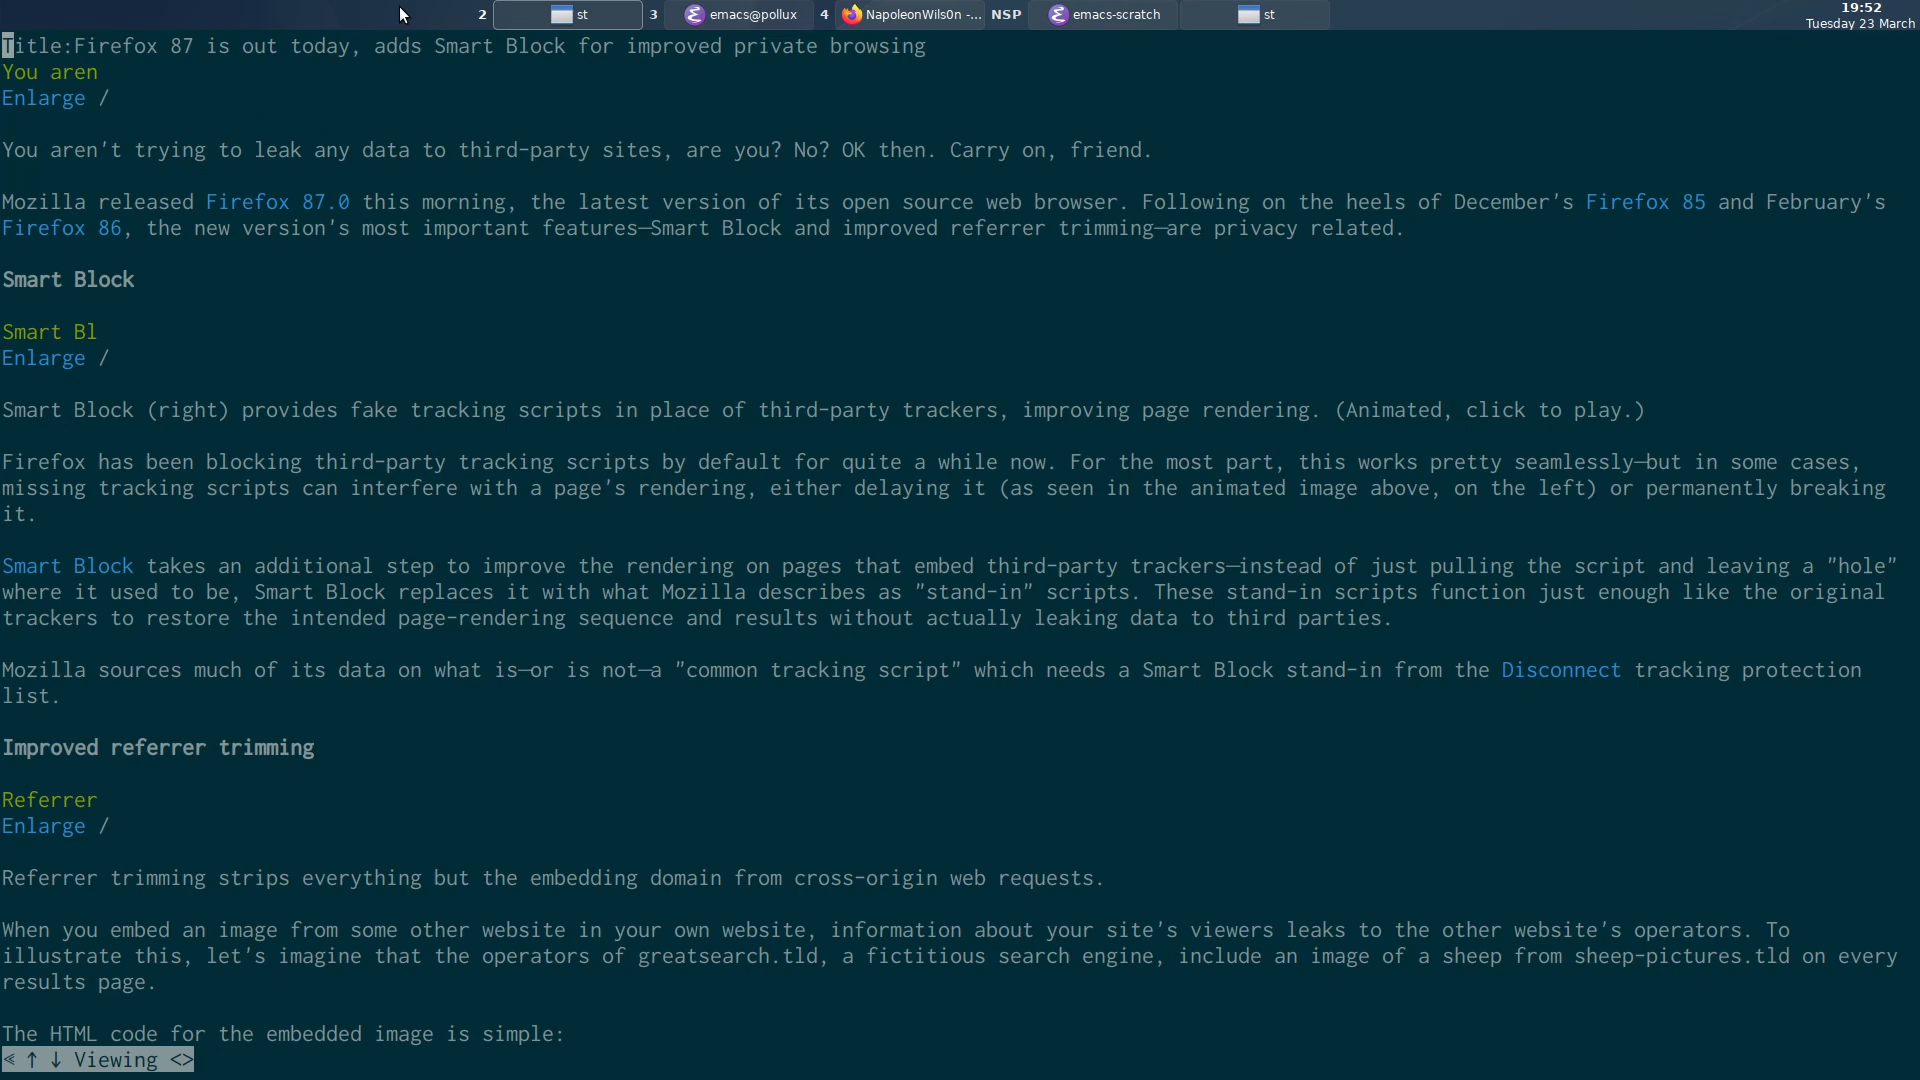 2 st 3 emacs@pollux 4 NapoleonWils0n -... NSP emacs-scratch st 19:52
Tuesday 23 March
Title:Firefox 87 is out today, adds Smart Block for improved private browsing
You aren
Enlarge /
You aren't trying to leak any data to third-party sites, are you? No? OK then. Carry on, friend.
Mozilla released Firefox 87.0 this morning, the latest version of its open source web browser. Following on the heels of December's Firefox 85 and February's
Firefox 86, the new version's most important features—Smart Block and improved referrer trimming—are privacy related.
Smart Block
Smart Bl
Enlarge /
Smart Block (right) provides fake tracking scripts in place of third-party trackers, improving page rendering. (Animated, click to play.)
Firefox has been blocking third-party tracking scripts by default for quite a while now. For the most part, this works pretty seamlessly—but in some cases,
missing tracking scripts can interfere with a page's rendering, either delaying it (as seen in the animated image above, on the left) or permanently breaking
it.
Smart Block takes an additional step to improve the rendering on pages that embed third-party trackers—instead of just pulling the script and leaving a "hole"
where it used to be, Smart Block replaces it with what Mozilla describes as "stand-in" scripts. These stand-in scripts function just enough like the original
trackers to restore the intended page-rendering sequence and results without actually leaking data to third parties.
Mozilla sources much of its data on what is—or is not—a "common tracking script" which needs a Smart Block stand-in from the Disconnect tracking protection
list.
Improved referrer trimming
Referrer
Enlarge /
Referrer trimming strips everything but the embedding domain from cross-origin web requests.
When you embed an image from some other website in your own website, information about your site's viewers leaks to the other website's operators. To
illustrate this, let's imagine that the operators of greatsearch.tld, a fictitious search engine, include an image of a sheep from sheep-pictures.tld on every
results page.
The HTML code for the embedded image is simple:
≪ ↑ ↓ Viewing <>